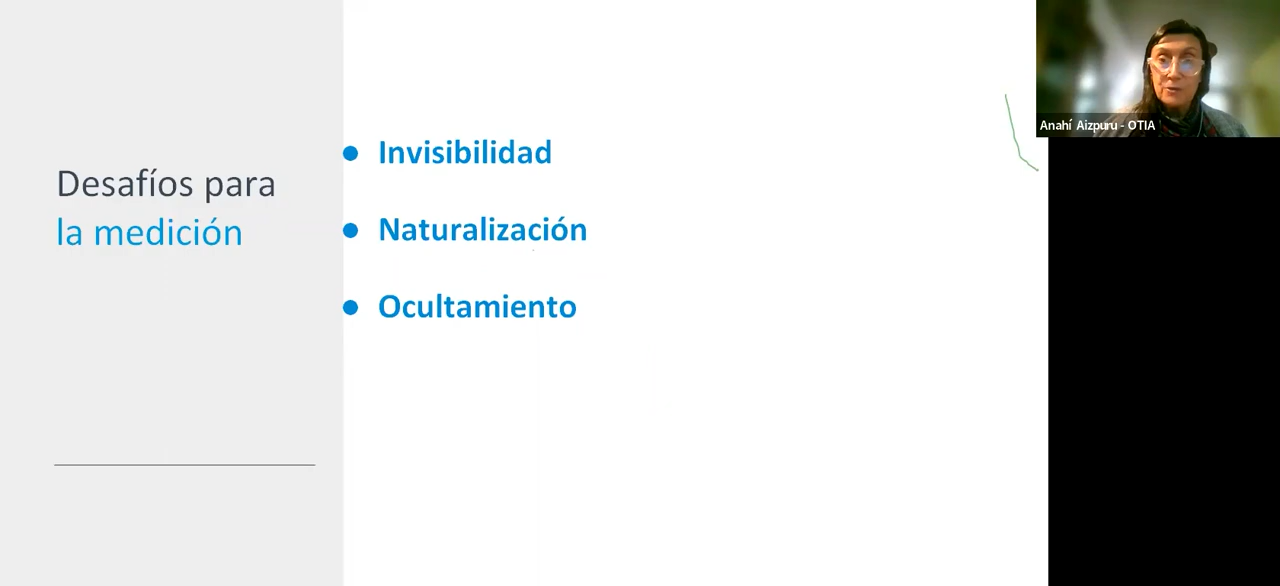 Desafíos para
la medición
● Invisibilidad
● Naturalización
● Ocultamiento
Anahí Aizpuru - OTIA